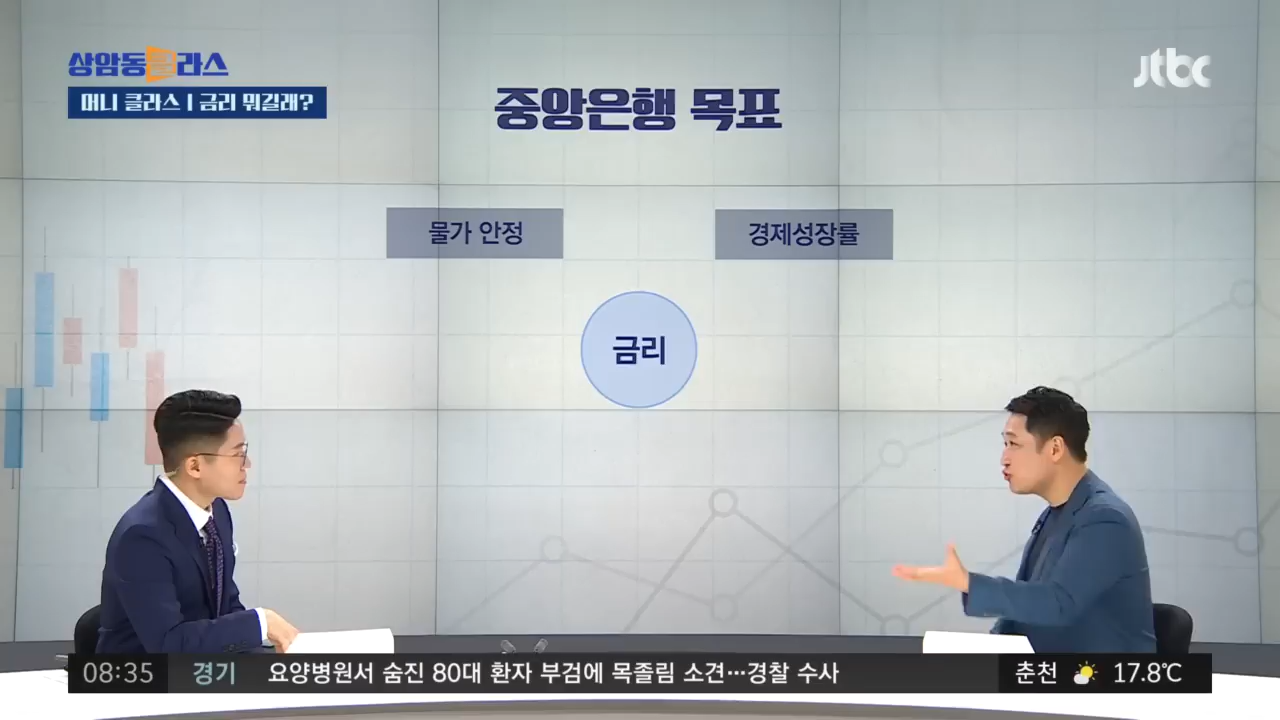 상암동클라스
jtbc
머니 클라스 | 금리 뭐길래?
중앙은행 목표
물가 안정
경제성장률
금리
08:35 경기 요양병원서 숨진 80대 환자 부검에 목졸림 소견…경찰 수사 춘천 17.8℃